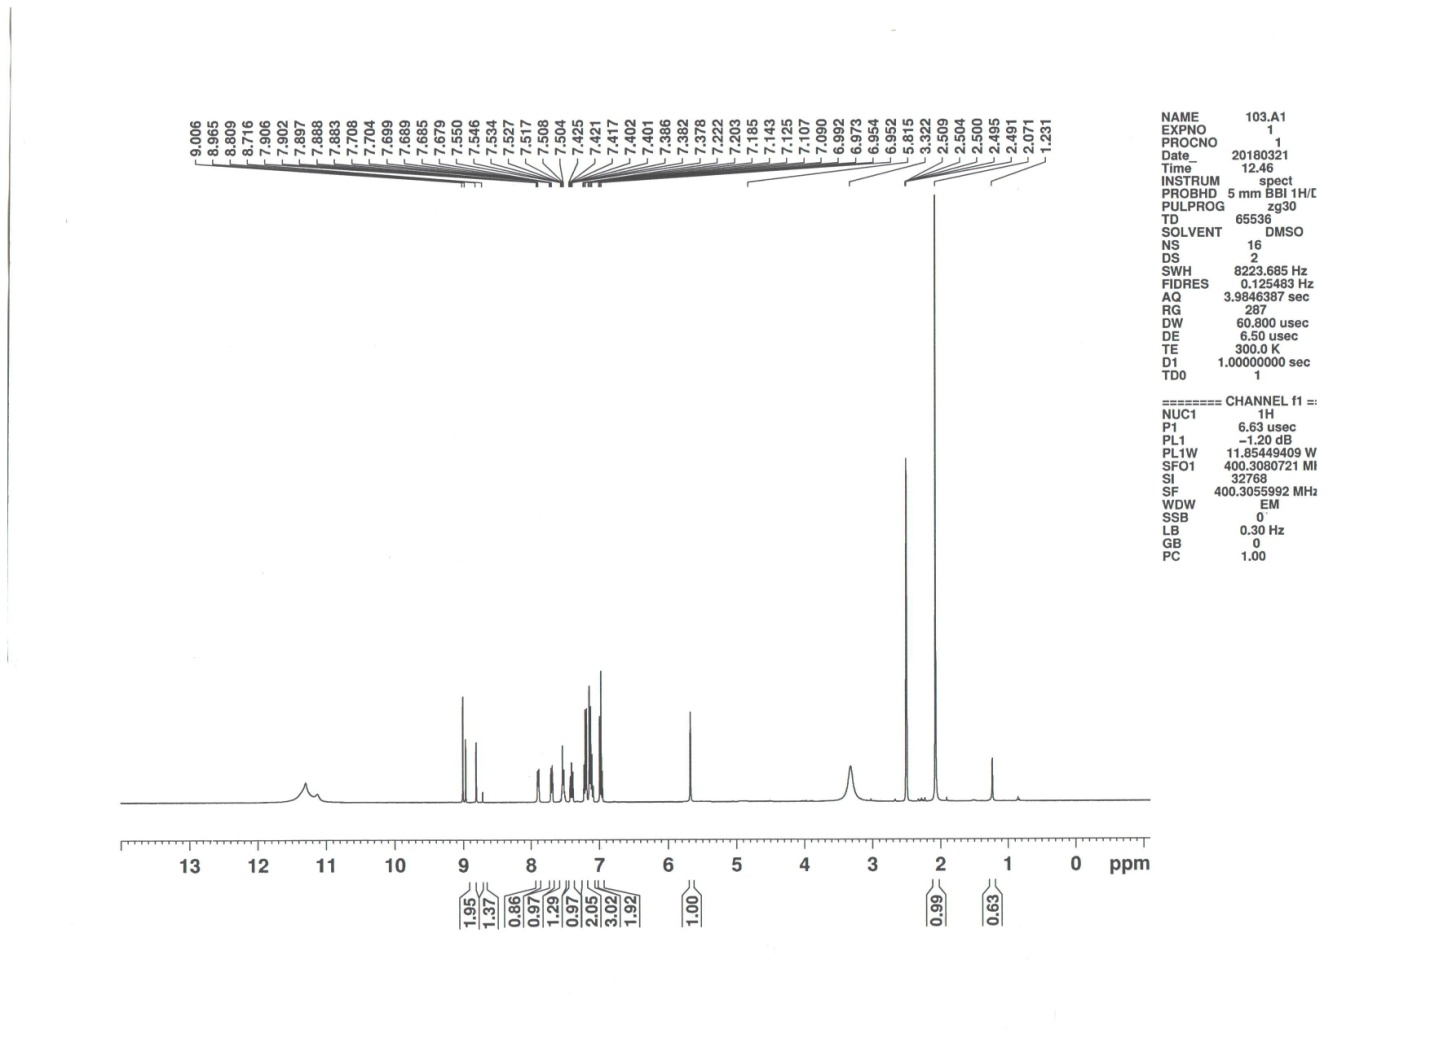 9.006
8.965
8.809
8.716
7.906
7.902
7.897
7.888
7.883
7.708
7.704
7.699
7.689
7.685
7.679
7.550
7.546
7.534
7.527
7.517
7.508
7.504
7.425
7.421
7.417
7.402
7.401
7.386
7.382
7.378
7.222
7.203
7.185
7.143
7.125
7.107
7.090
6.992
6.973
6.954
6.952
5.815
3.322
2.509
2.504
2.500
2.495
2.491
2.071
1.231
NAME 103.A1
EXPNO 1
PROCNO 1
Date_ 20180321
Time 12.46
INSTRUM spect
PROBHD 5 mm BBI 1H/
PULPROG zg30
TD 65536
SOLVENT DMSO
NS 16
DS 2
SWH 8223.685 Hz
FIDRES 0.125483 Hz
AQ 3.9846387 sec
RG 287
DW 60.800 usec
DE 6.50 usec
TE 300.0 K
D1 1.00000000 sec
TD0 1
======== CHANNEL f1 =
NUC1 1H
P1 6.63 usec
PL1 -1.20 dB
PL1W 11.85449409 W
SFO1 400.3080721 M
SI 32768
SF 400.3055992 MHz
WDW EM
SSB 0
LB 0.30 Hz
GB 0
PC 1.00
13 12 11 10 9 8 7 6 5 4 3 2 1 0 ppm
1.95
1.37
0.86
0.97
1.29
0.97
2.05
3.02
1.92
1.00
0.99
0.63